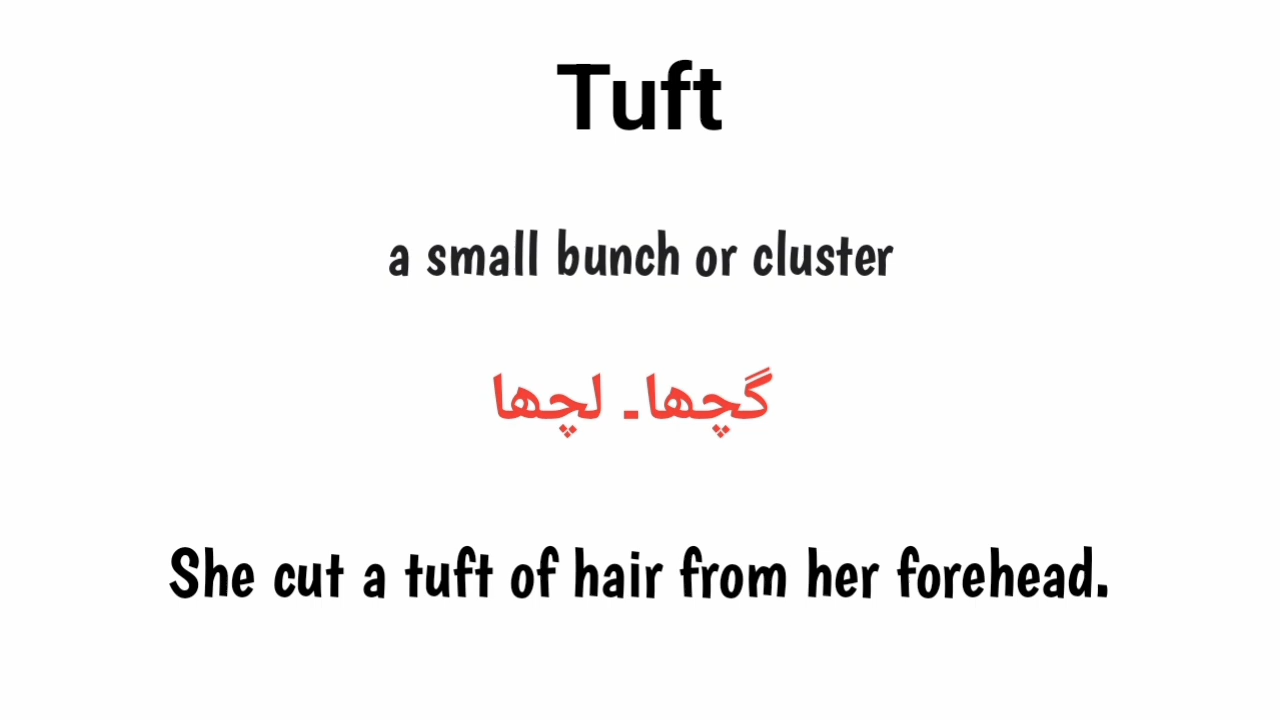 Tuft
a small bunch or cluster
گچھا۔ لچھا
She cut a tuft of hair from her forehead.